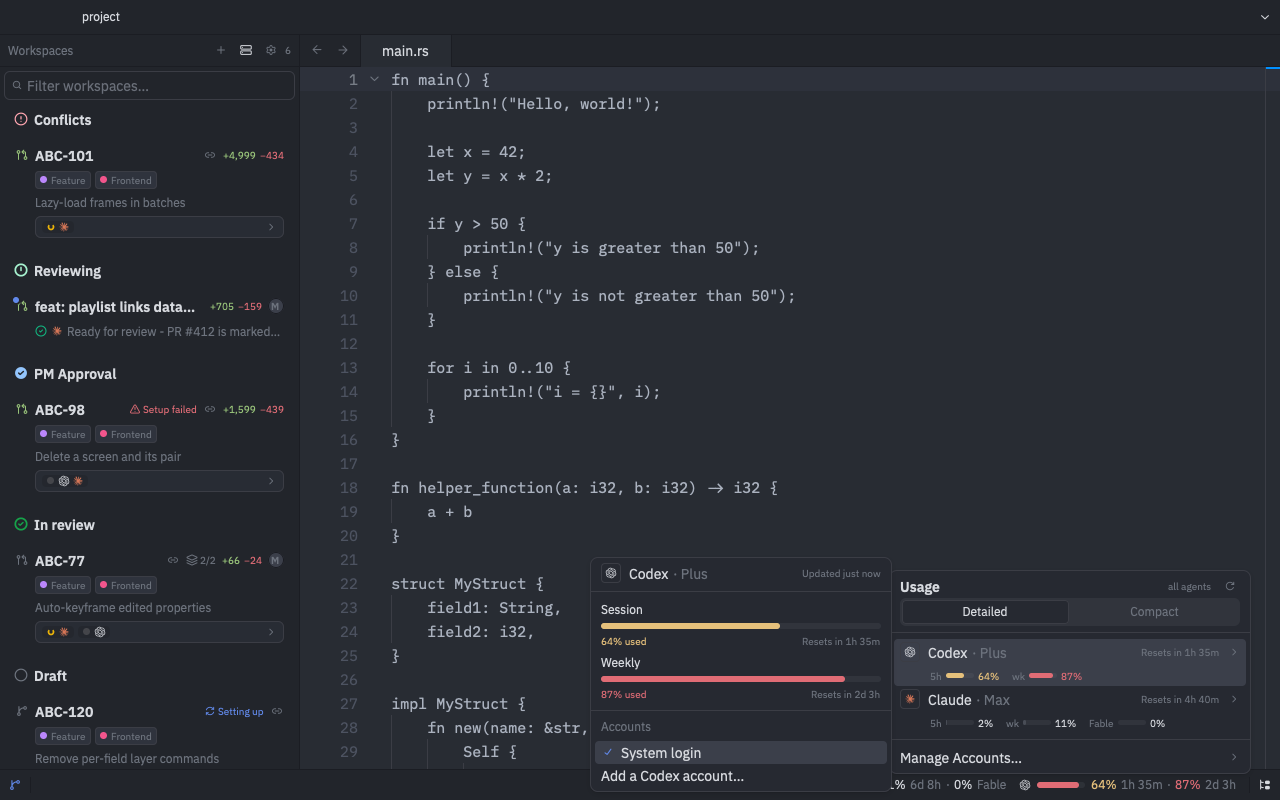 project
Workspaces
6
Filter workspaces...
Conflicts
ABC-101
+4,999 −434
Feature
Frontend
Lazy-load frames in batches
Reviewing
feat: playlist links data...
+705 −159
M
Ready for review - PR #412 is marked...
PM Approval
ABC-98
Setup failed
+1,599 −439
Feature
Frontend
Delete a screen and its pair
In review
ABC-77
2/2
+66 −24
M
Feature
Frontend
Auto-keyframe edited properties
Draft
ABC-120
Setting up
Feature
Frontend
Remove per-field layer commands
main.rs
1 fn main() {
2 println!("Hello, world!");
3
4 let x = 42;
5 let y = x * 2;
6
7 if y > 50 {
8 println!("y is greater than 50");
9 } else {
10 println!("y is not greater than 50");
11 }
12
13 for i in 0..10 {
14 println!("i = {}", i);
15 }
16 }
17
18 fn helper_function(a: i32, b: i32) -> i32 {
19 a + b
20 }
21
22 struct MyStruct {
23 field1: String,
24 field2: i32,
25 }
26
27 impl MyStruct {
28 fn new(name: &str,
29 Self {
Codex · Plus
Updated just now
Session
64% used
Resets in 1h 35m
Weekly
87% used
Resets in 2d 3h
Accounts
✓ System login
Add a Codex account...
Usage
all agents
Detailed
Compact
Codex · Plus
Resets in 1h 35m
5h 64% wk 87%
Claude · Max
Resets in 4h 40m
5h 2% wk 11% Fable 0%
Manage Accounts...
% 6d 8h · 0% Fable
64% 1h 35m · 87% 2d 3h